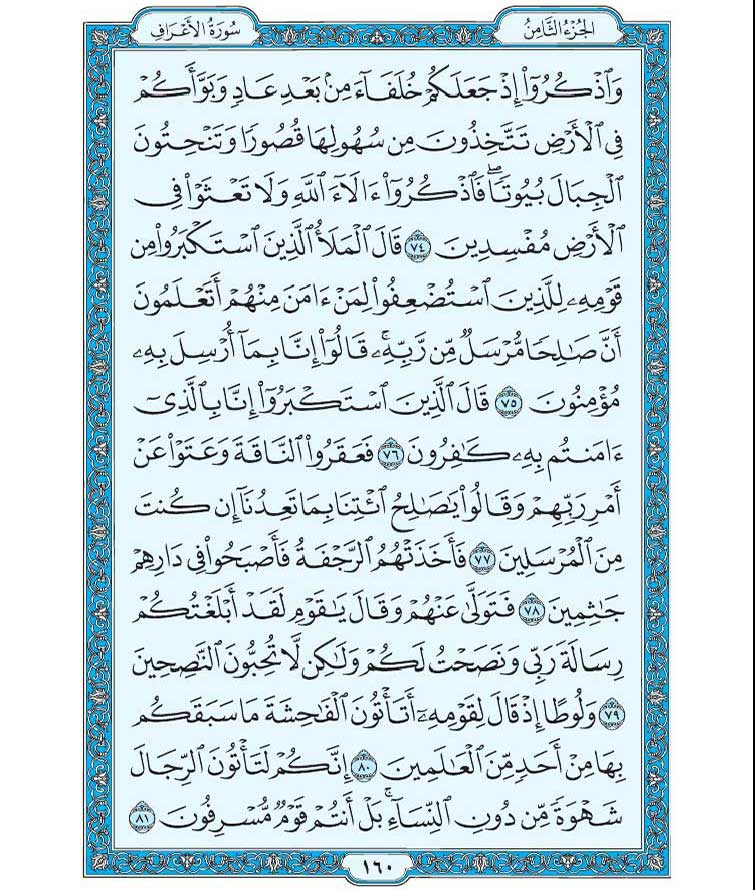 الجُزْءُ الثَّامِنُ
سُورَةُ الأَعْرَافِ
وَٱذْكُرُوٓا۟ إِذْ جَعَلَكُمْ خُلَفَآءَ مِنۢ بَعْدِ عَادٍ وَبَوَّأَكُمْ
فِى ٱلْأَرْضِ تَتَّخِذُونَ مِن سُهُولِهَا قُصُورًا وَتَنْحِتُونَ
ٱلْجِبَالَ بُيُوتًا ۖ فَٱذْكُرُوٓا۟ ءَالَآءَ ٱللَّهِ وَلَا تَعْثَوْا۟ فِى
ٱلْأَرْضِ مُفْسِدِينَ ٧٤ قَالَ ٱلْمَلَأُ ٱلَّذِينَ ٱسْتَكْبَرُوا۟ مِن
قَوْمِهِۦ لِلَّذِينَ ٱسْتُضْعِفُوا۟ لِمَنْ ءَامَنَ مِنْهُمْ أَتَعْلَمُونَ
أَنَّ صَـٰلِحًا مُّرْسَلٌ مِّن رَّبِّهِۦ ۚ قَالُوٓا۟ إِنَّا بِمَآ أُرْسِلَ بِهِۦ
مُؤْمِنُونَ ٧٥ قَالَ ٱلَّذِينَ ٱسْتَكْبَرُوٓا۟ إِنَّا بِٱلَّذِىٓ
ءَامَنتُم بِهِۦ كَـٰفِرُونَ ٧٦ فَعَقَرُوا۟ ٱلنَّاقَةَ وَعَتَوْا۟ عَنْ
أَمْرِ رَبِّهِمْ وَقَالُوا۟ يَـٰصَـٰلِحُ ٱئْتِنَا بِمَا تَعِدُنَآ إِن كُنتَ
مِنَ ٱلْمُرْسَلِينَ ٧٧ فَأَخَذَتْهُمُ ٱلرَّجْفَةُ فَأَصْبَحُوا۟ فِى دَارِهِمْ
جَـٰثِمِينَ ٧٨ فَتَوَلَّىٰ عَنْهُمْ وَقَالَ يَـٰقَوْمِ لَقَدْ أَبْلَغْتُكُمْ
رِسَالَةَ رَبِّى وَنَصَحْتُ لَكُمْ وَلَـٰكِن لَّا تُحِبُّونَ ٱلنَّـٰصِحِينَ
٧٩ وَلُوطًا إِذْ قَالَ لِقَوْمِهِۦٓ أَتَأْتُونَ ٱلْفَـٰحِشَةَ مَا سَبَقَكُم
بِهَا مِنْ أَحَدٍ مِّنَ ٱلْعَـٰلَمِينَ ٨٠ إِنَّكُمْ لَتَأْتُونَ ٱلرِّجَالَ
شَهْوَةً مِّن دُونِ ٱلنِّسَآءِ ۚ بَلْ أَنتُمْ قَوْمٌ مُّسْرِفُونَ ٨١
١٦٠